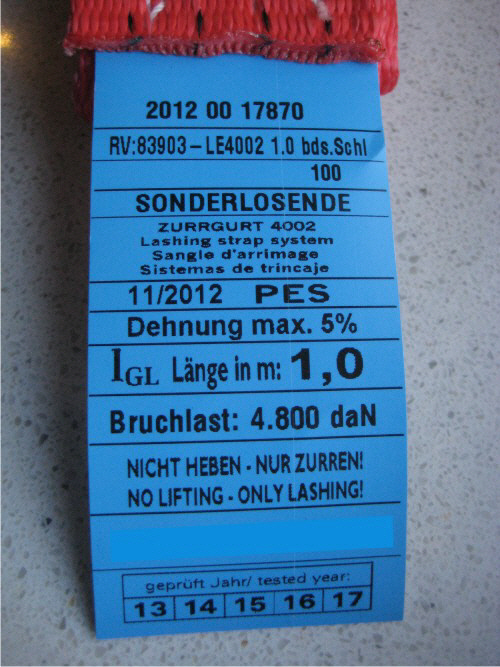 2012 00 17870
RV:83903 – LE4002 1.0 bds.Schl
100
SONDERLOSENDE
ZURRGURT 4002
Lashing strap system
Sangle d'arrimage
Sistemas de trincaje
11/2012 PES
Dehnung max. 5%
IGL Länge in m: 1,0
Bruchlast: 4.800 daN
NICHT HEBEN - NUR ZURREN!
NO LIFTING - ONLY LASHING!
geprüft Jahr/ tested year:
13 14 15 16 17